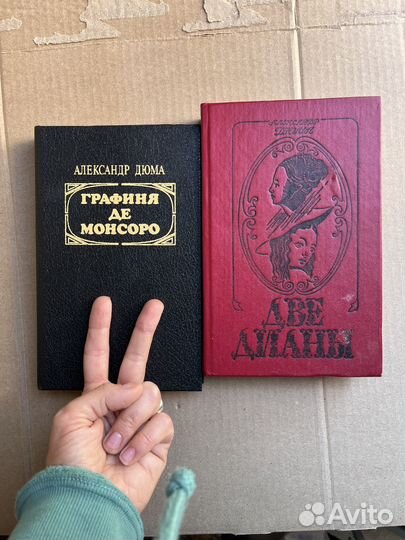 АЛЕКСАНДР ДЮМА
ГРАФИНЯ
ДЕ
МОНСОРО
АЛЕКСАНДР
ДЮМА
ДВЕ
ДИАНЫ
Avito